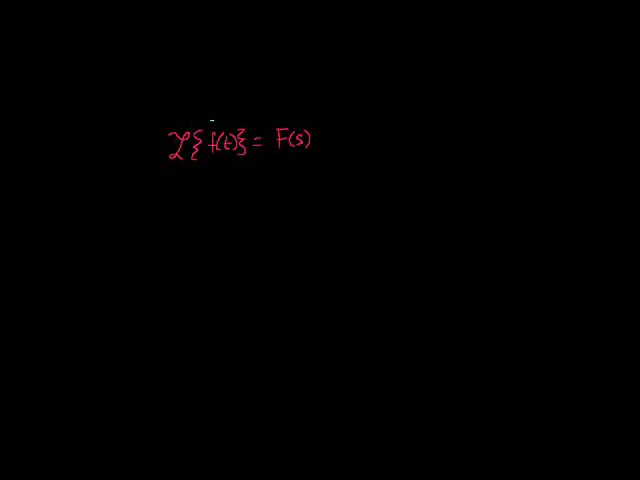 ℒ{f(t)} = F(s)